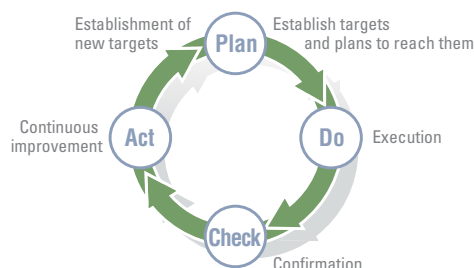 Establishment of
new targets
Plan
Establish targets
and plans to reach them
Continuous
improvement
Act
Do
Execution
Check
Confirmation